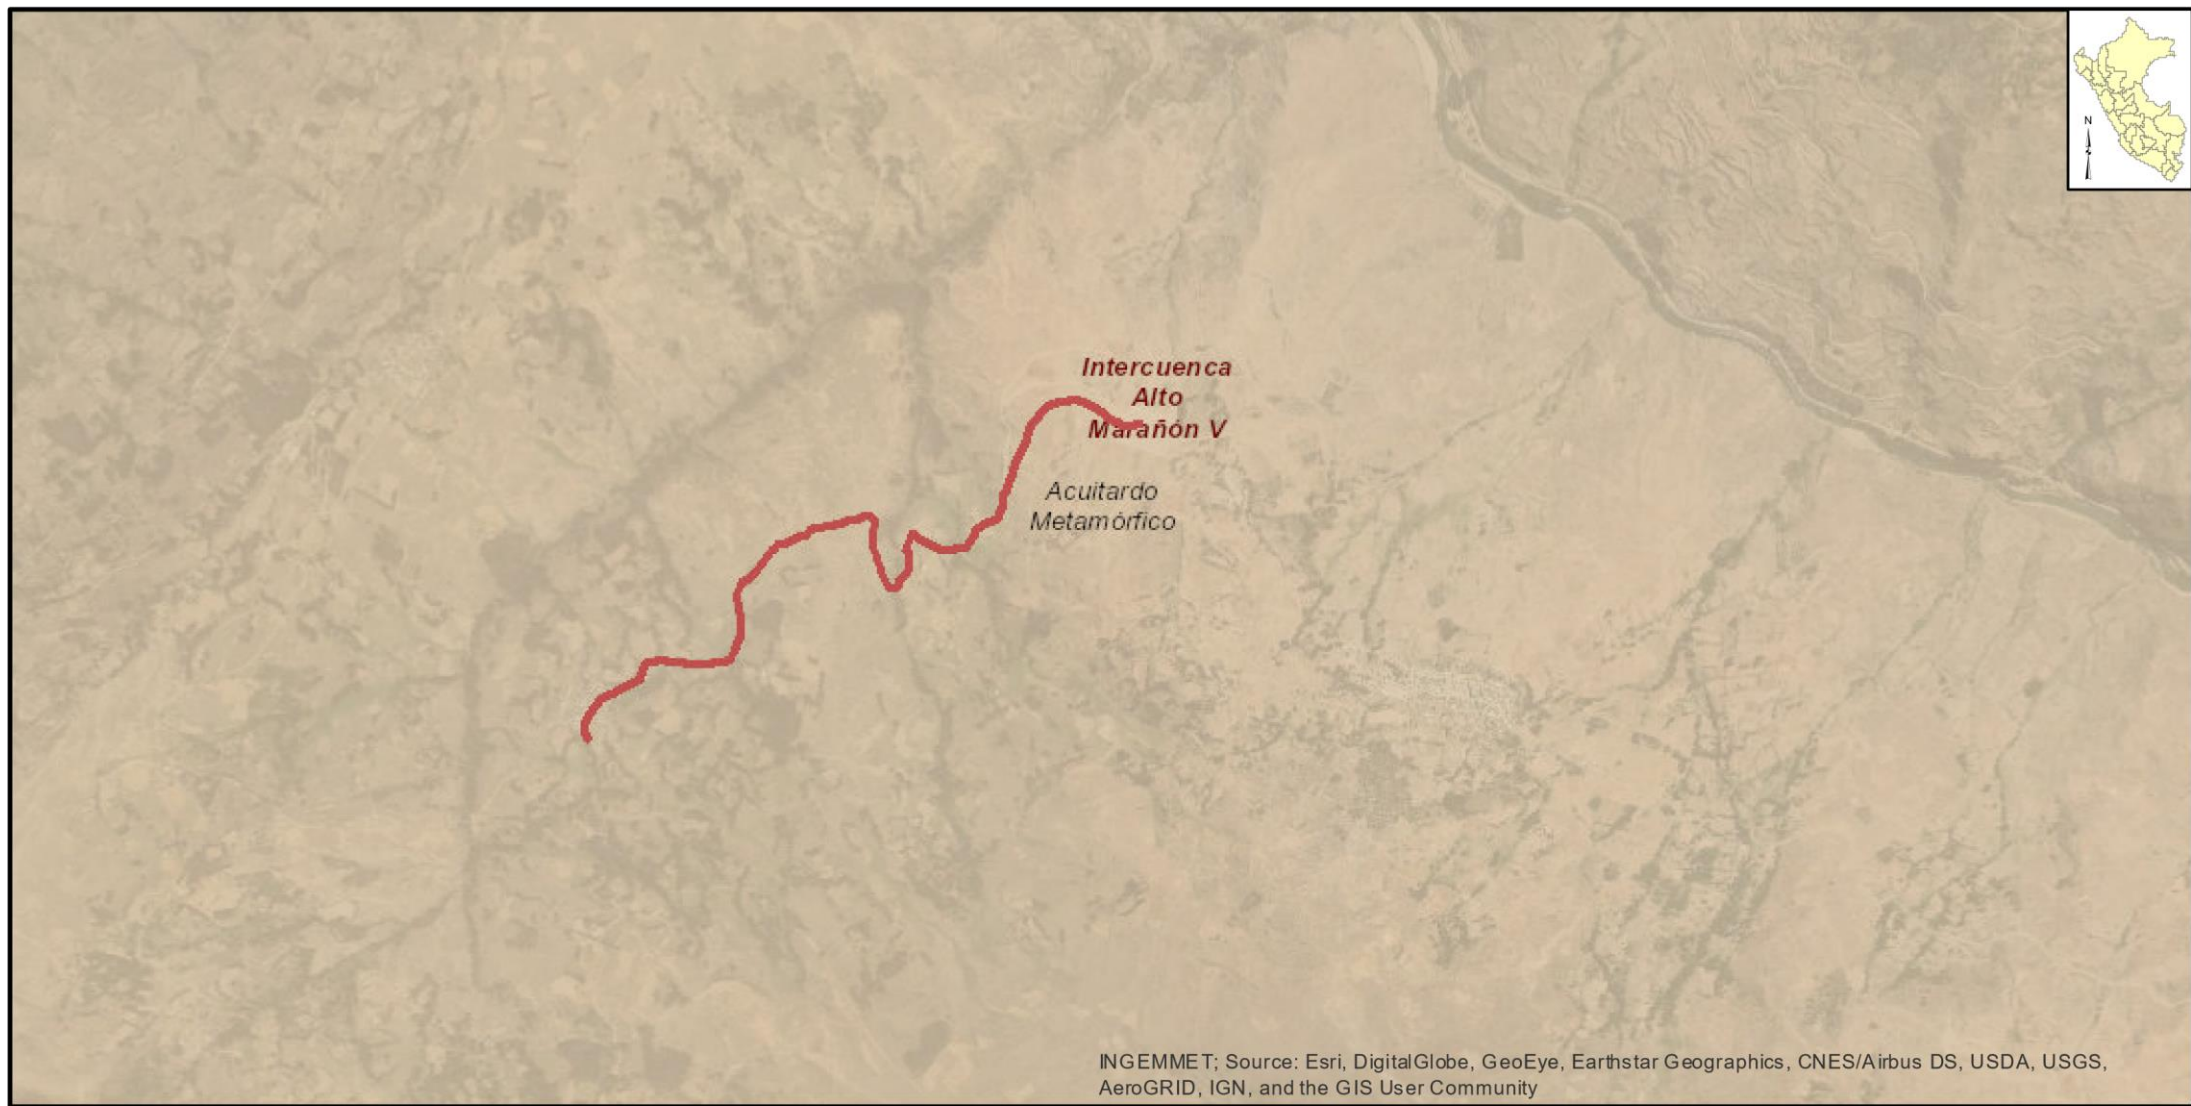 N
Intercuenca
Alto
Marañón V
Acuitardo
Metamórfico
INGEMMET; Source: Esri, DigitalGlobe, GeoEye, Earthstar Geographics, CNES/Airbus DS, USDA, USGS,
AeroGRID, IGN, and the GIS User Community